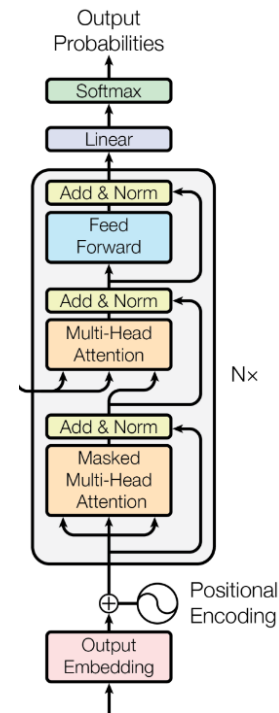 Output
Probabilities
Softmax
Linear
Add & Norm
Feed
Forward
Add & Norm
Multi-Head
Attention
N×
Add & Norm
Masked
Multi-Head
Attention
Positional
Encoding
Output
Embedding